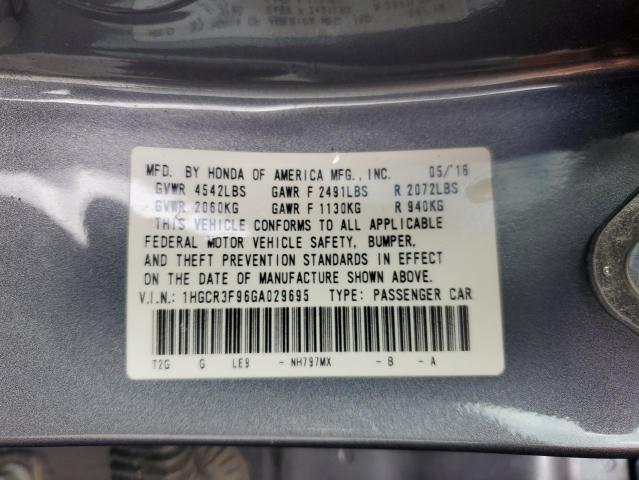 MFD. BY HONDA OF AMERICA MFG., INC. 05/'16
GVWR 4542LBS GAWR F 2491LBS R 2072LBS
GVWR 2060KG GAWR F 1130KG R 940KG
THIS VEHICLE CONFORMS TO ALL APPLICABLE
FEDERAL MOTOR VEHICLE SAFETY, BUMPER,
AND THEFT PREVENTION STANDARDS IN EFFECT
ON THE DATE OF MANUFACTURE SHOWN ABOVE.
V.I.N.: 1HGCR3F96GA029695 TYPE: PASSENGER CAR
T2G G LE9 - NH797MX - B - A